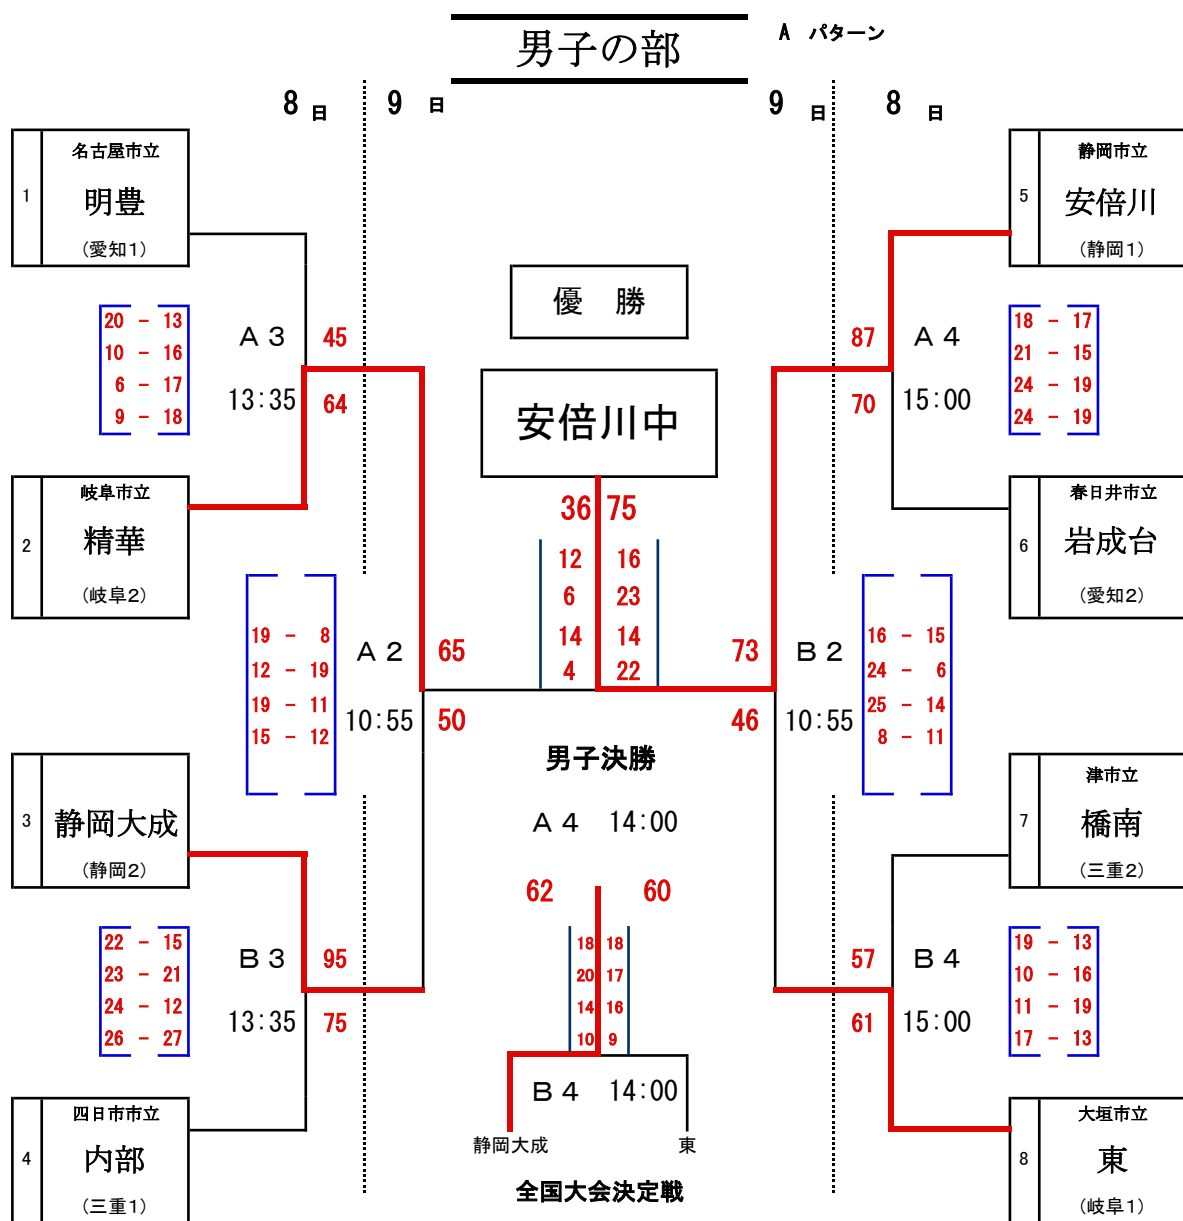 男子の部
A パターン
8 日
9 日
9 日
8 日
1
名古屋市立
明豊
(愛知1)
20 - 13
10 - 16
6 - 17
9 - 18
A 3
13:35
45
64
2
岐阜市立
精華
(岐阜2)
19 - 8
12 - 19
19 - 11
15 - 12
A 2
10:55
65
50
3
静岡大成
(静岡2)
22 - 15
23 - 21
24 - 12
26 - 27
B 3
13:35
95
75
4
四日市市立
内部
(三重1)
優 勝
安倍川中
36 75
12 16
6 23
14 14
4 22
男子決勝
A 4 14:00
62 60
18 18
20 17
14 16
10 9
B 4 14:00
静岡大成 東
全国大会決定戦
5
静岡市立
安倍川
(静岡1)
87
70
A 4
15:00
18 - 17
21 - 15
24 - 19
24 - 19
6
春日井市立
岩成台
(愛知2)
73
46
B 2
10:55
16 - 15
24 - 6
25 - 14
8 - 11
7
津市立
橋南
(三重2)
57
61
B 4
15:00
19 - 13
10 - 16
11 - 19
17 - 13
8
大垣市立
東
(岐阜1)